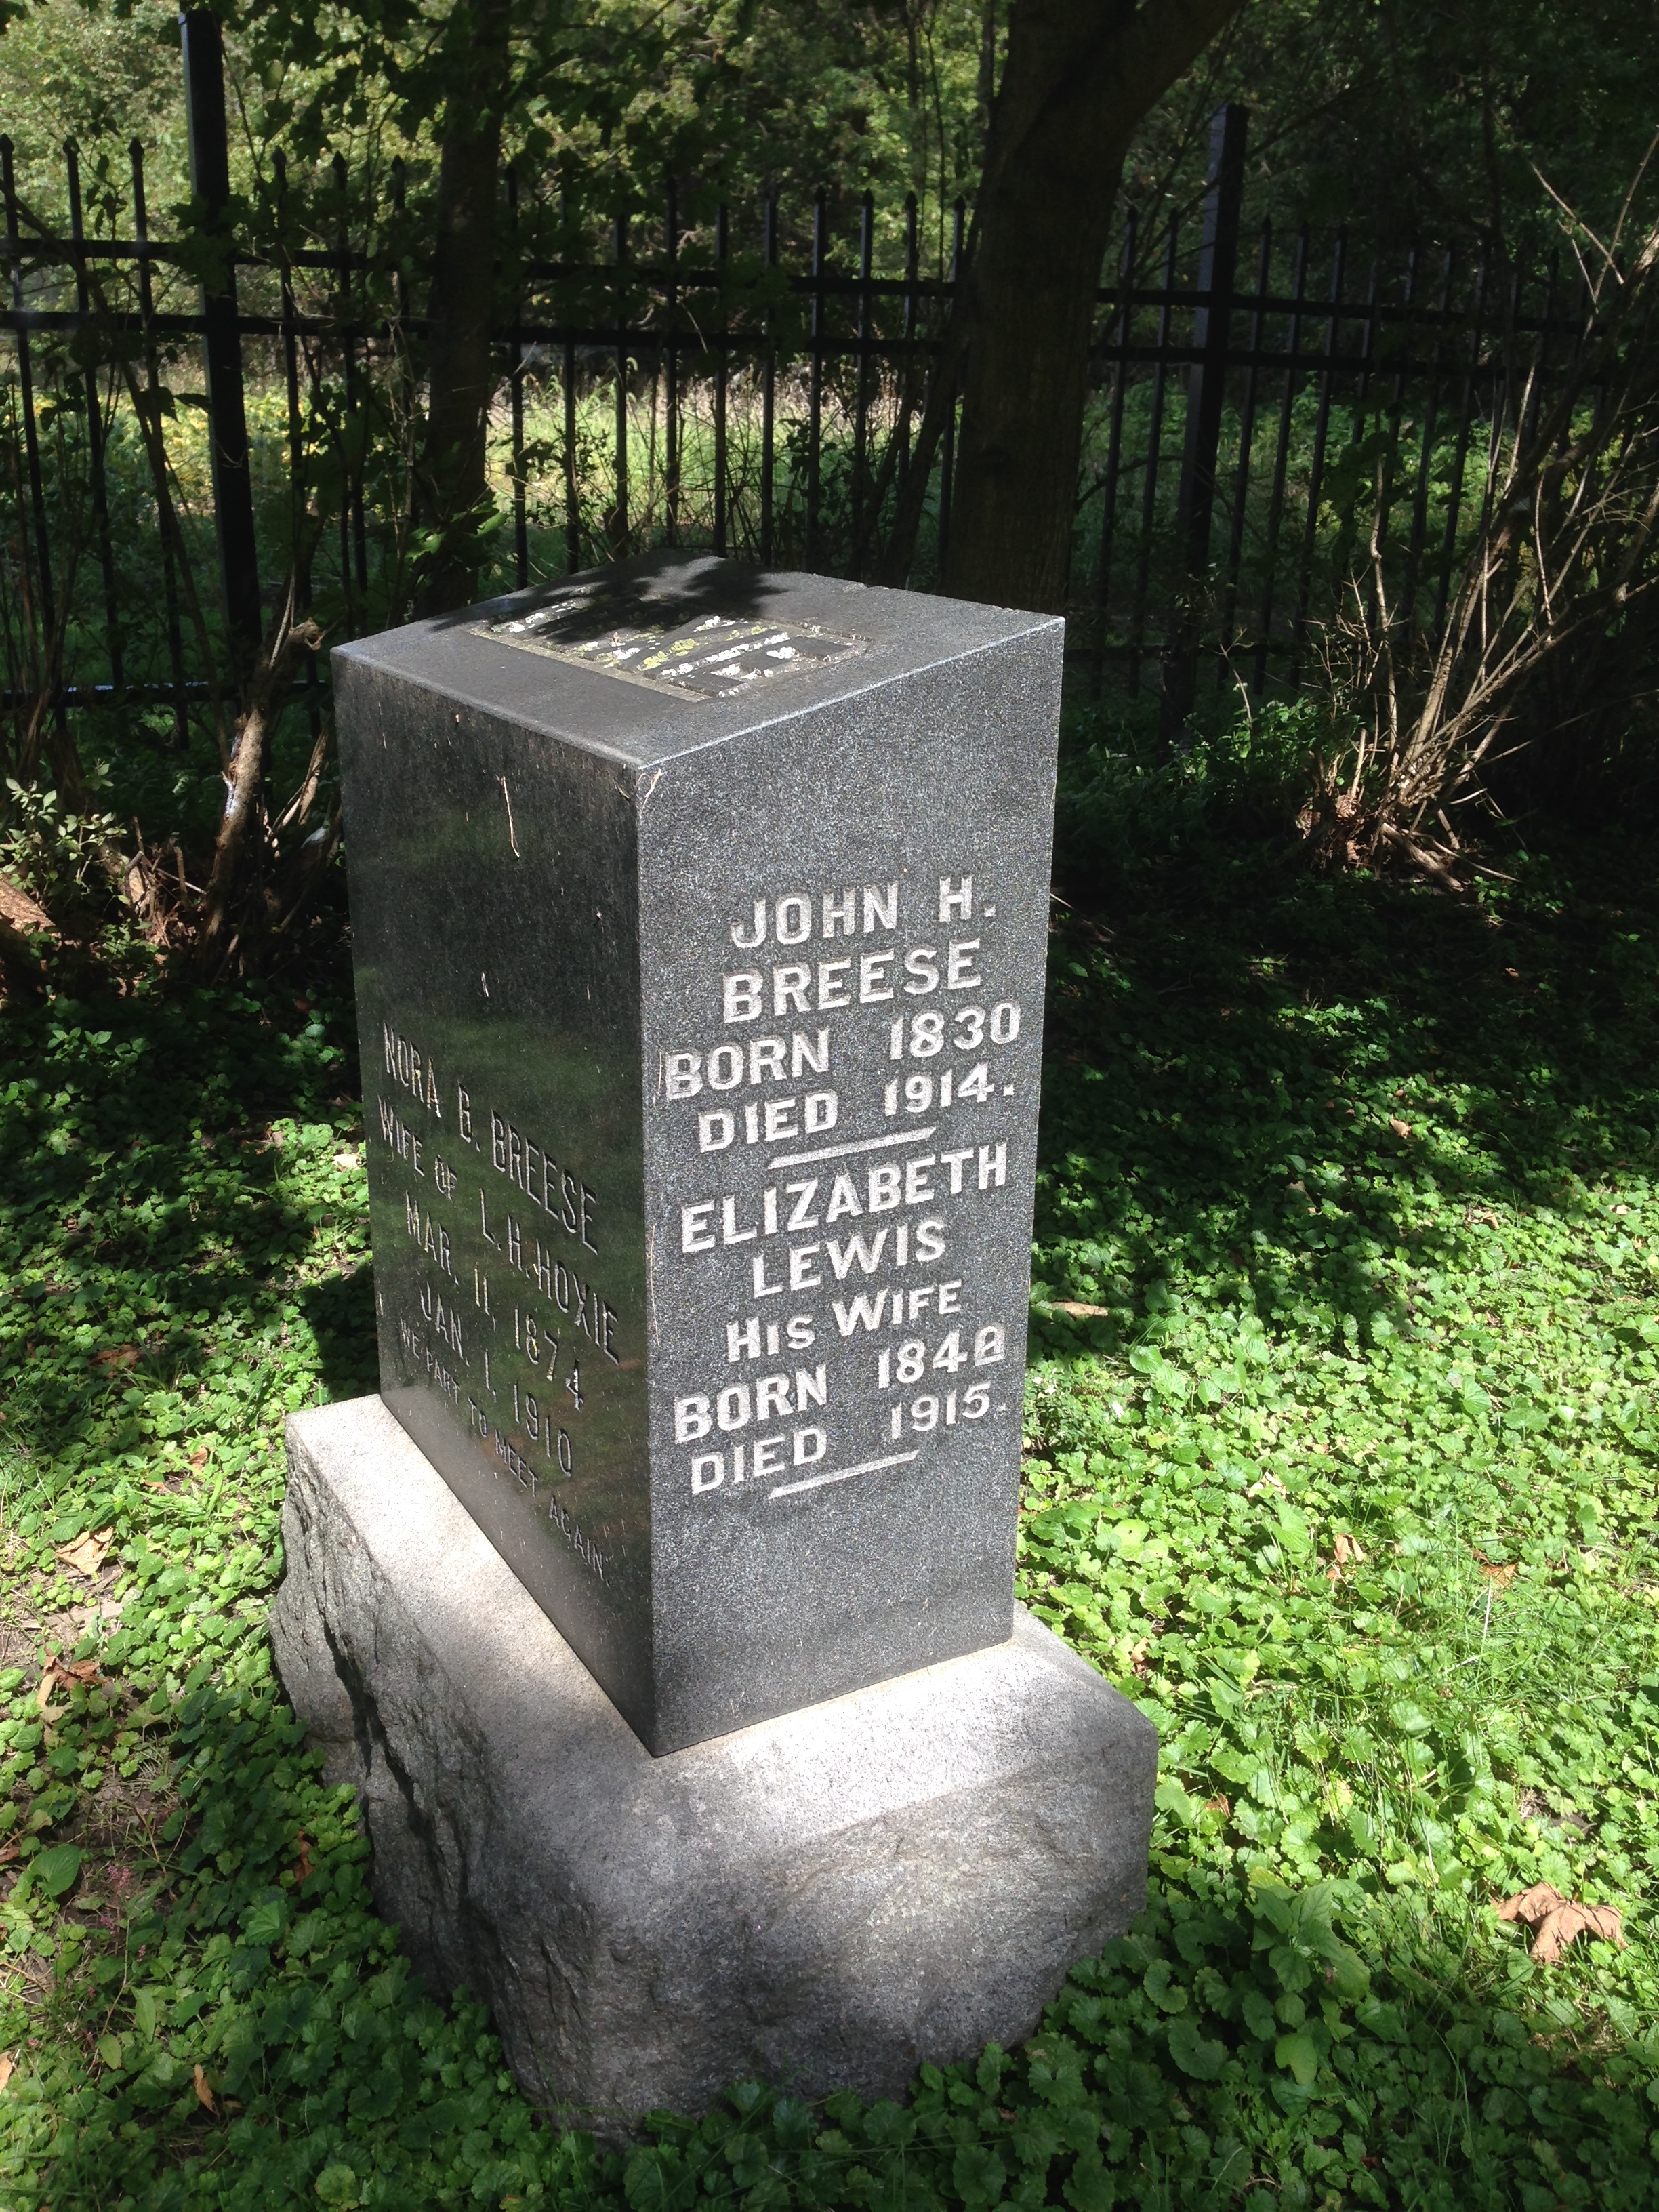 JOHN H.
BREESE
BORN 1830
DIED 1914.
ELIZABETH
LEWIS
HIS WIFE
BORN 1848
DIED 1915.
NORA B. BREESE
WIFE OF L.H. HOXIE
MAR. 11, 1874
JAN. 1, 1910
WE PART TO MEET AGAIN.